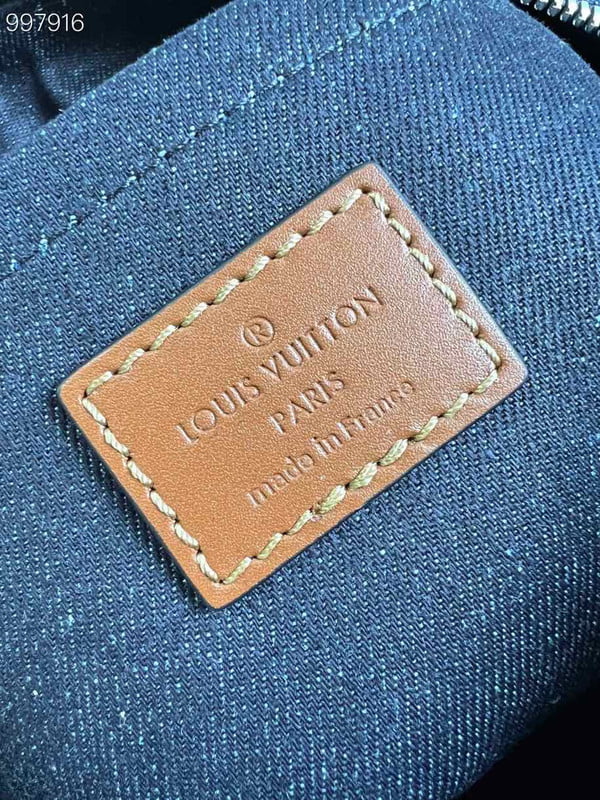 997916
®
LOUIS VUITTON
PARIS
made in France